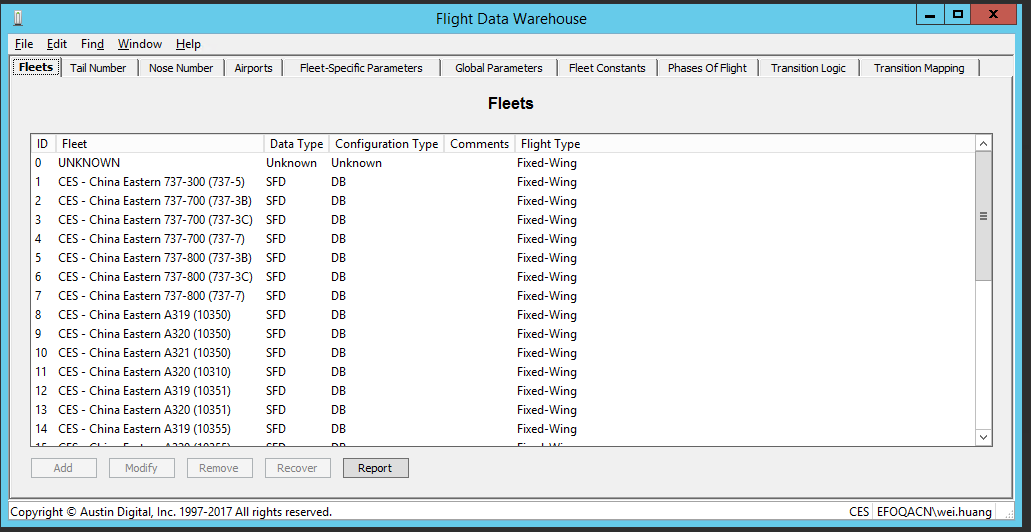 Flight Data Warehouse
File Edit Find Window Help
Fleets Tail Number Nose Number Airports Fleet-Specific Parameters Global Parameters Fleet Constants Phases Of Flight Transition Logic Transition Mapping
Fleets
ID Fleet Data Type Configuration Type Comments Flight Type
0 UNKNOWN Unknown Unknown Fixed-Wing
1 CES - China Eastern 737-300 (737-5) SFD DB Fixed-Wing
2 CES - China Eastern 737-700 (737-3B) SFD DB Fixed-Wing
3 CES - China Eastern 737-700 (737-3C) SFD DB Fixed-Wing
4 CES - China Eastern 737-700 (737-7) SFD DB Fixed-Wing
5 CES - China Eastern 737-800 (737-3B) SFD DB Fixed-Wing
6 CES - China Eastern 737-800 (737-3C) SFD DB Fixed-Wing
7 CES - China Eastern 737-800 (737-7) SFD DB Fixed-Wing
8 CES - China Eastern A319 (10350) SFD DB Fixed-Wing
9 CES - China Eastern A320 (10350) SFD DB Fixed-Wing
10 CES - China Eastern A321 (10350) SFD DB Fixed-Wing
11 CES - China Eastern A320 (10310) SFD DB Fixed-Wing
12 CES - China Eastern A319 (10351) SFD DB Fixed-Wing
13 CES - China Eastern A320 (10351) SFD DB Fixed-Wing
14 CES - China Eastern A319 (10355) SFD DB Fixed-Wing
Add Modify Remove Recover Report
Copyright © Austin Digital, Inc. 1997-2017 All rights reserved. CES EFOQACN\wei.huang